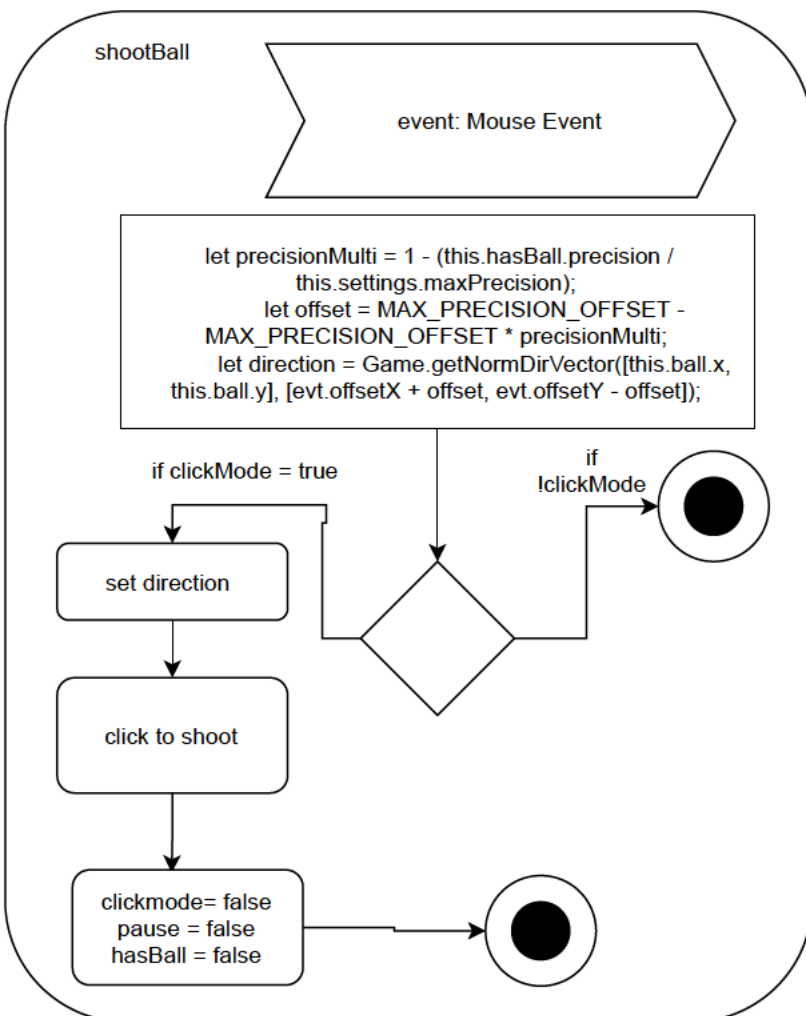 shootBall
event: Mouse Event
let precisionMulti = 1 - (this.hasBall.precision /
this.settings.maxPrecision);
let offset = MAX_PRECISION_OFFSET -
MAX_PRECISION_OFFSET * precisionMulti;
let direction = Game.getNormDirVector([this.ball.x,
this.ball.y], [evt.offsetX + offset, evt.offsetY - offset]);
if clickMode = true
if
!clickMode
set direction
click to shoot
clickmode= false
pause = false
hasBall = false